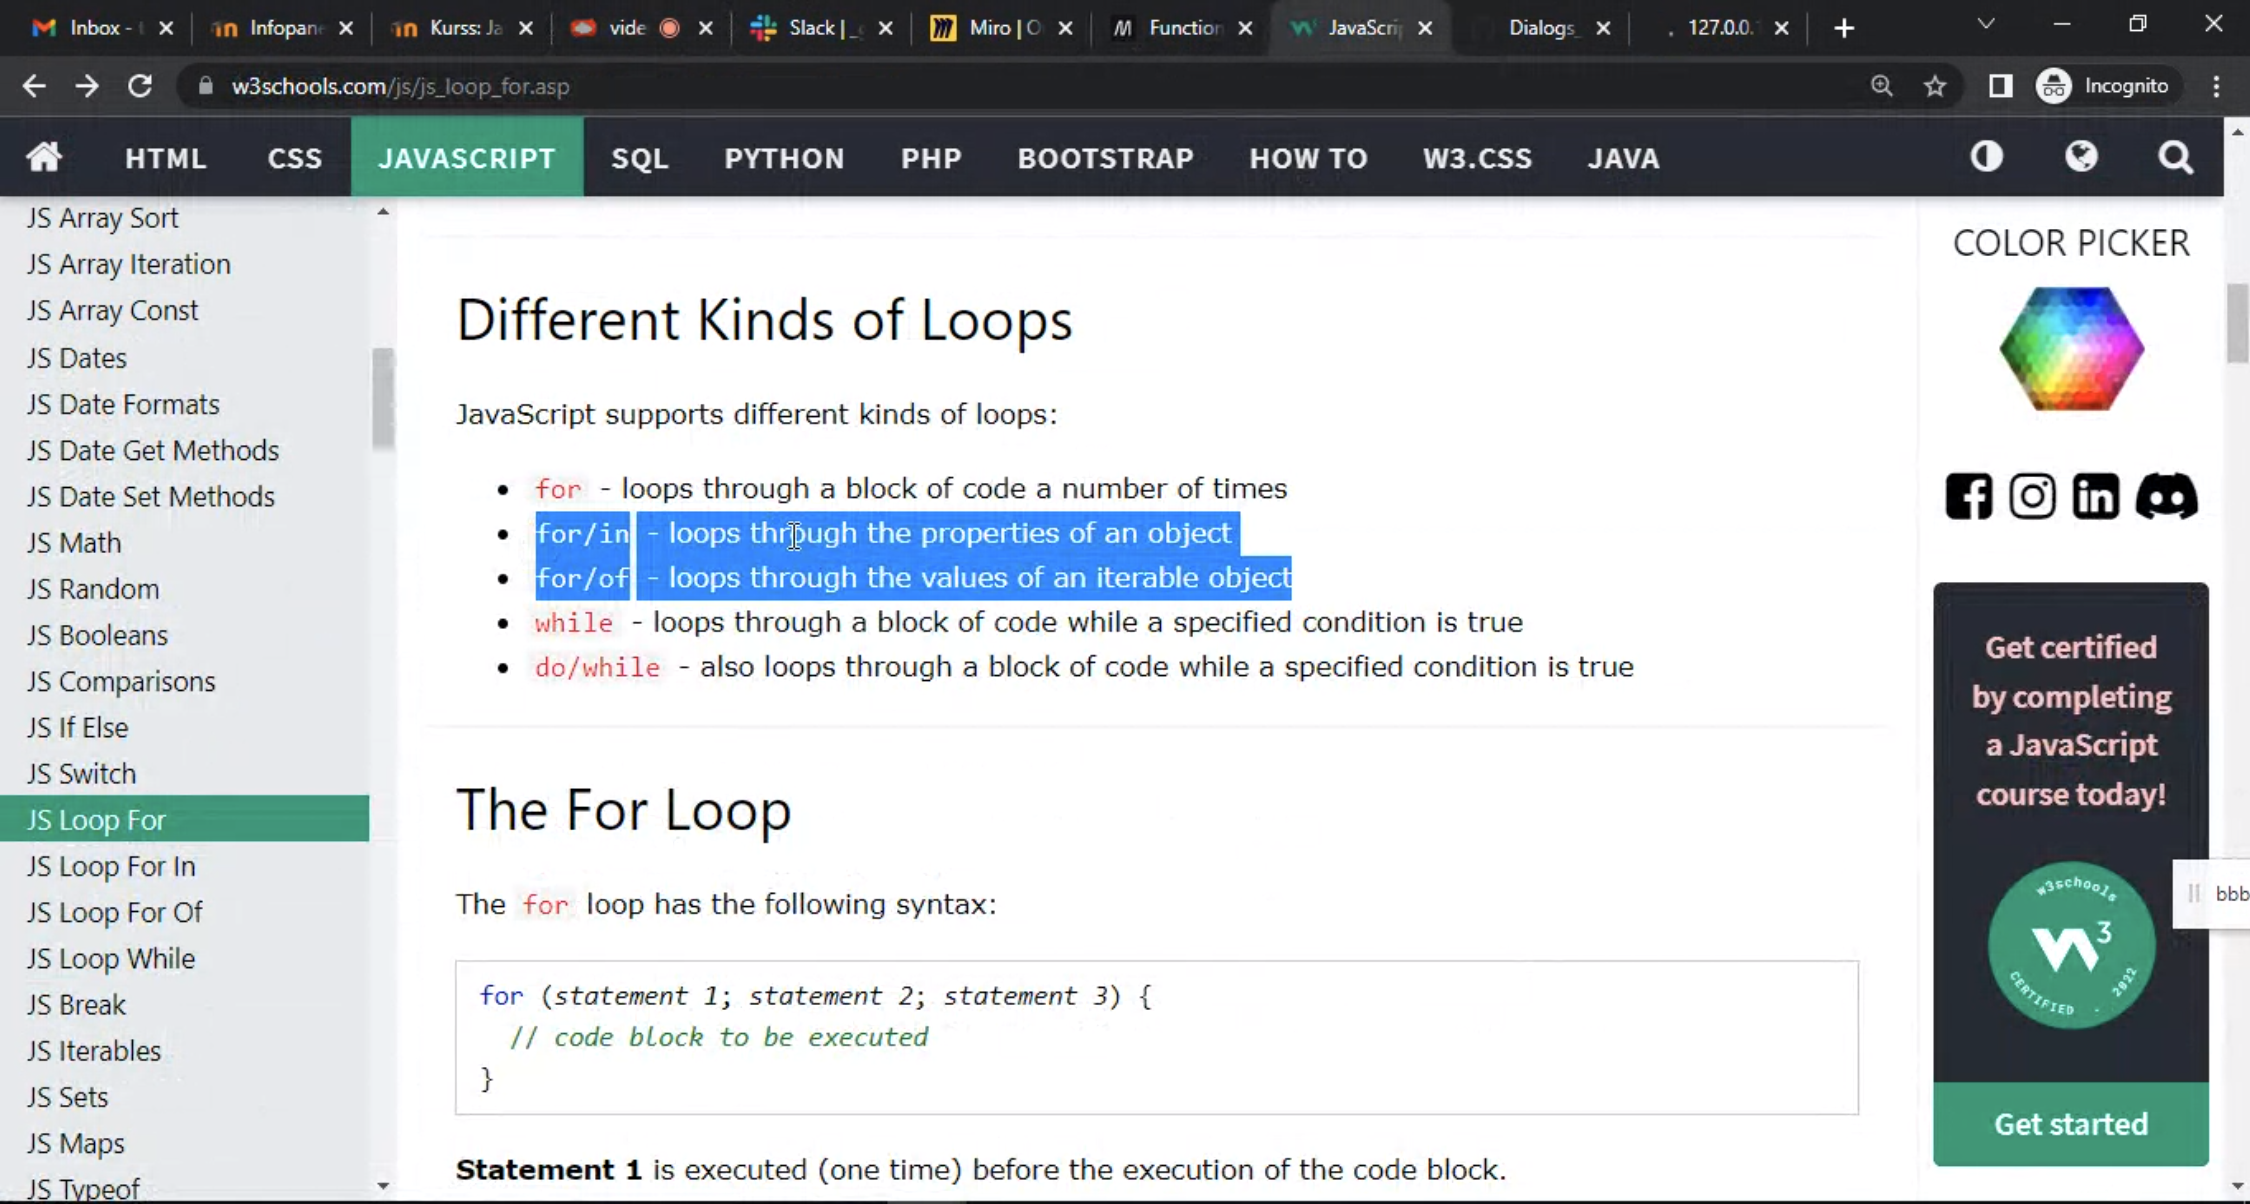 Inbox -
Infopane
Kurss: Ja
vide
Slack |
Miro | O
Function
JavaScrip
Dialogs_
127.0.0.
w3schools.com/js/js_loop_for.asp
Incognito
HTML
CSS
JAVASCRIPT
SQL
PYTHON
PHP
BOOTSTRAP
HOW TO
W3.CSS
JAVA
JS Array Sort
JS Array Iteration
JS Array Const
JS Dates
JS Date Formats
JS Date Get Methods
JS Date Set Methods
JS Math
JS Random
JS Booleans
JS Comparisons
JS If Else
JS Switch
JS Loop For
JS Loop For In
JS Loop For Of
JS Loop While
JS Break
JS Iterables
JS Sets
JS Maps
JS Typeof
Different Kinds of Loops
JavaScript supports different kinds of loops:
• for - loops through a block of code a number of times
• for/in - loops through the properties of an object
• for/of - loops through the values of an iterable object
• while - loops through a block of code while a specified condition is true
• do/while - also loops through a block of code while a specified condition is true
The For Loop
The for loop has the following syntax:
for (statement 1; statement 2; statement 3) {
// code block to be executed
}
Statement 1 is executed (one time) before the execution of the code block.
COLOR PICKER
Get certified
by completing
a JavaScript
course today!
w3schools
W3
CERTIFIED . 2022
Get started
bbb